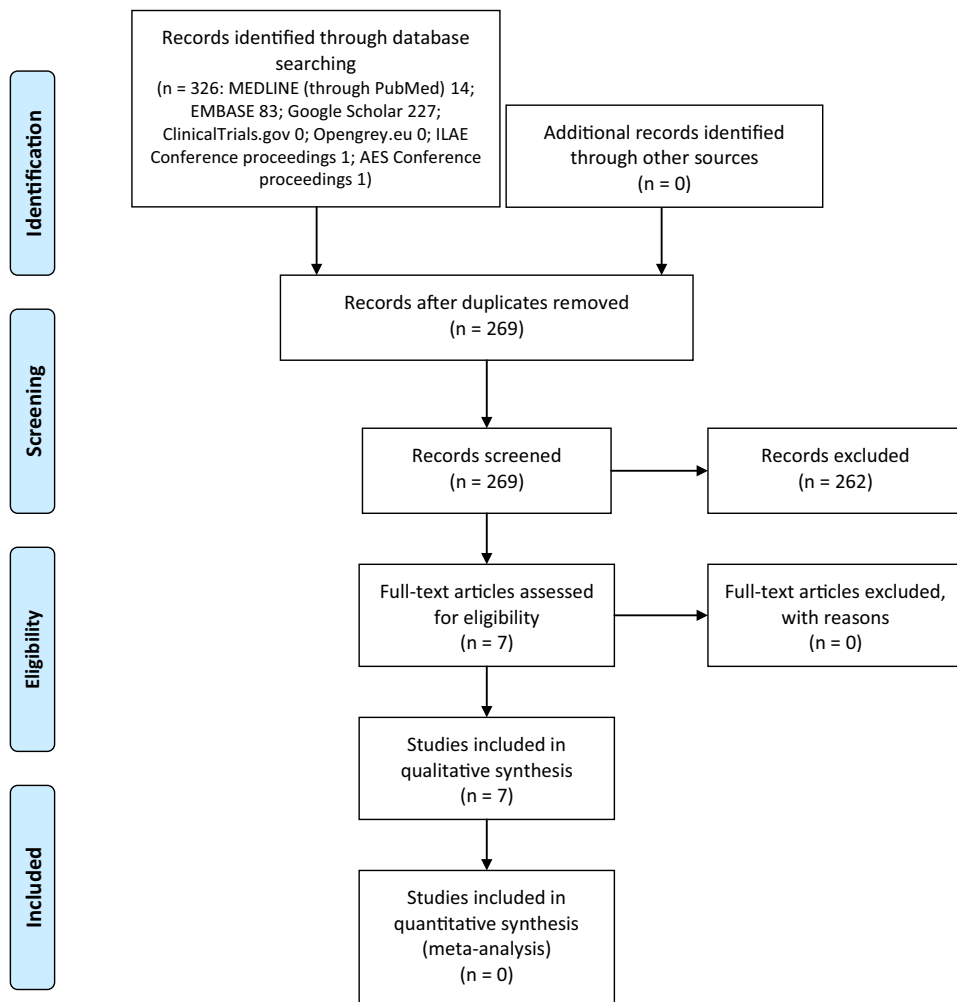 Identification
Records identified through database
searching
(n = 326: MEDLINE (through PubMed) 14;
EMBASE 83; Google Scholar 227;
ClinicalTrials.gov 0; Opengrey.eu 0; ILAE
Conference proceedings 1; AES Conference
proceedings 1)
Additional records identified
through other sources
(n = 0)
Records after duplicates removed
(n = 269)
Screening
Records screened
(n = 269)
Records excluded
(n = 262)
Eligibility
Full-text articles assessed
for eligibility
(n = 7)
Full-text articles excluded,
with reasons
(n = 0)
Studies included in
qualitative synthesis
(n = 7)
Included
Studies included in
quantitative synthesis
(meta-analysis)
(n = 0)